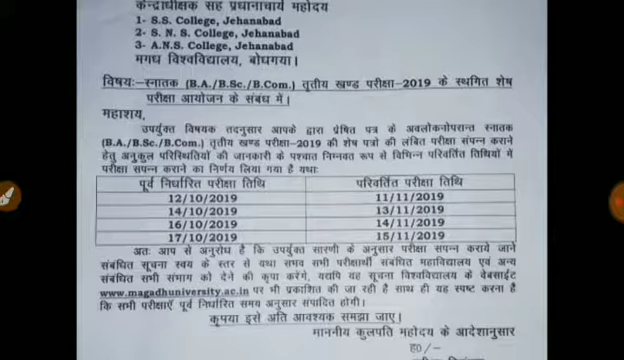 केन्द्राधीक्षक सह प्रधानाचार्य महोदय
1- S.S. College, Jehanabad
2- S. N. S. College, Jehanabad
3- A.N.S. College, Jehanabad
मगध विश्वविद्यालय, बोधगया।
विषयः–स्नातक (B.A./B.Sc./B.Com.) तृतीय खण्ड परीक्षा–2019 के स्थगित शेष
परीक्षा आयोजन के संबंध में।
महाशय,
उपर्युक्त विषयक तदनुसार आपके द्वारा प्रेषित पत्र के अवलोकनोपरान्त स्नातक
(B.A./B.Sc./B.Com.) तृतीय खण्ड परीक्षा–2019 की शेष पत्रो की लंबित परीक्षा संपन्न कराने
हेतु अनुकुल परिस्थितियों की जानकारी के पश्चात निम्नवत रूप से विभिन्न परिवर्तित तिथियों में
परीक्षा सपन्न कराने का निर्णय लिया गया है यथाः
पूर्व निर्धारित परीक्षा तिथि परिवर्तित परीक्षा तिथि
12/10/2019 11/11/2019
14/10/2019 13/11/2019
16/10/2019 14/11/2019
17/10/2019 15/11/2019
अतः आप से अनुरोध है कि उपर्युक्त सारणी के अनुसार परीक्षा सपन्न कराये जाने
संबंधित सूचना स्वय के स्तर से यथा संभव सभी परीक्षार्थी संबंधित महाविद्यालय एवं अन्य
संबंधित सभी संभाग को देने की कृपा करेंगे, यद्यपि यह सूचना विश्वविद्यालय के वेबसाईट
www.magadhuniversity.ac.in पर भी प्रकाशित की जा रही है साथ ही यह स्पष्ट करना है
कि सभी परीक्षाऐं पूर्व निर्धारित समय अनुसार संपादित होगी।
कृपया इसे अति आवश्यक समझा जाए।
माननीय कुलपति महोदय के आदेशानुसार
ह०/–